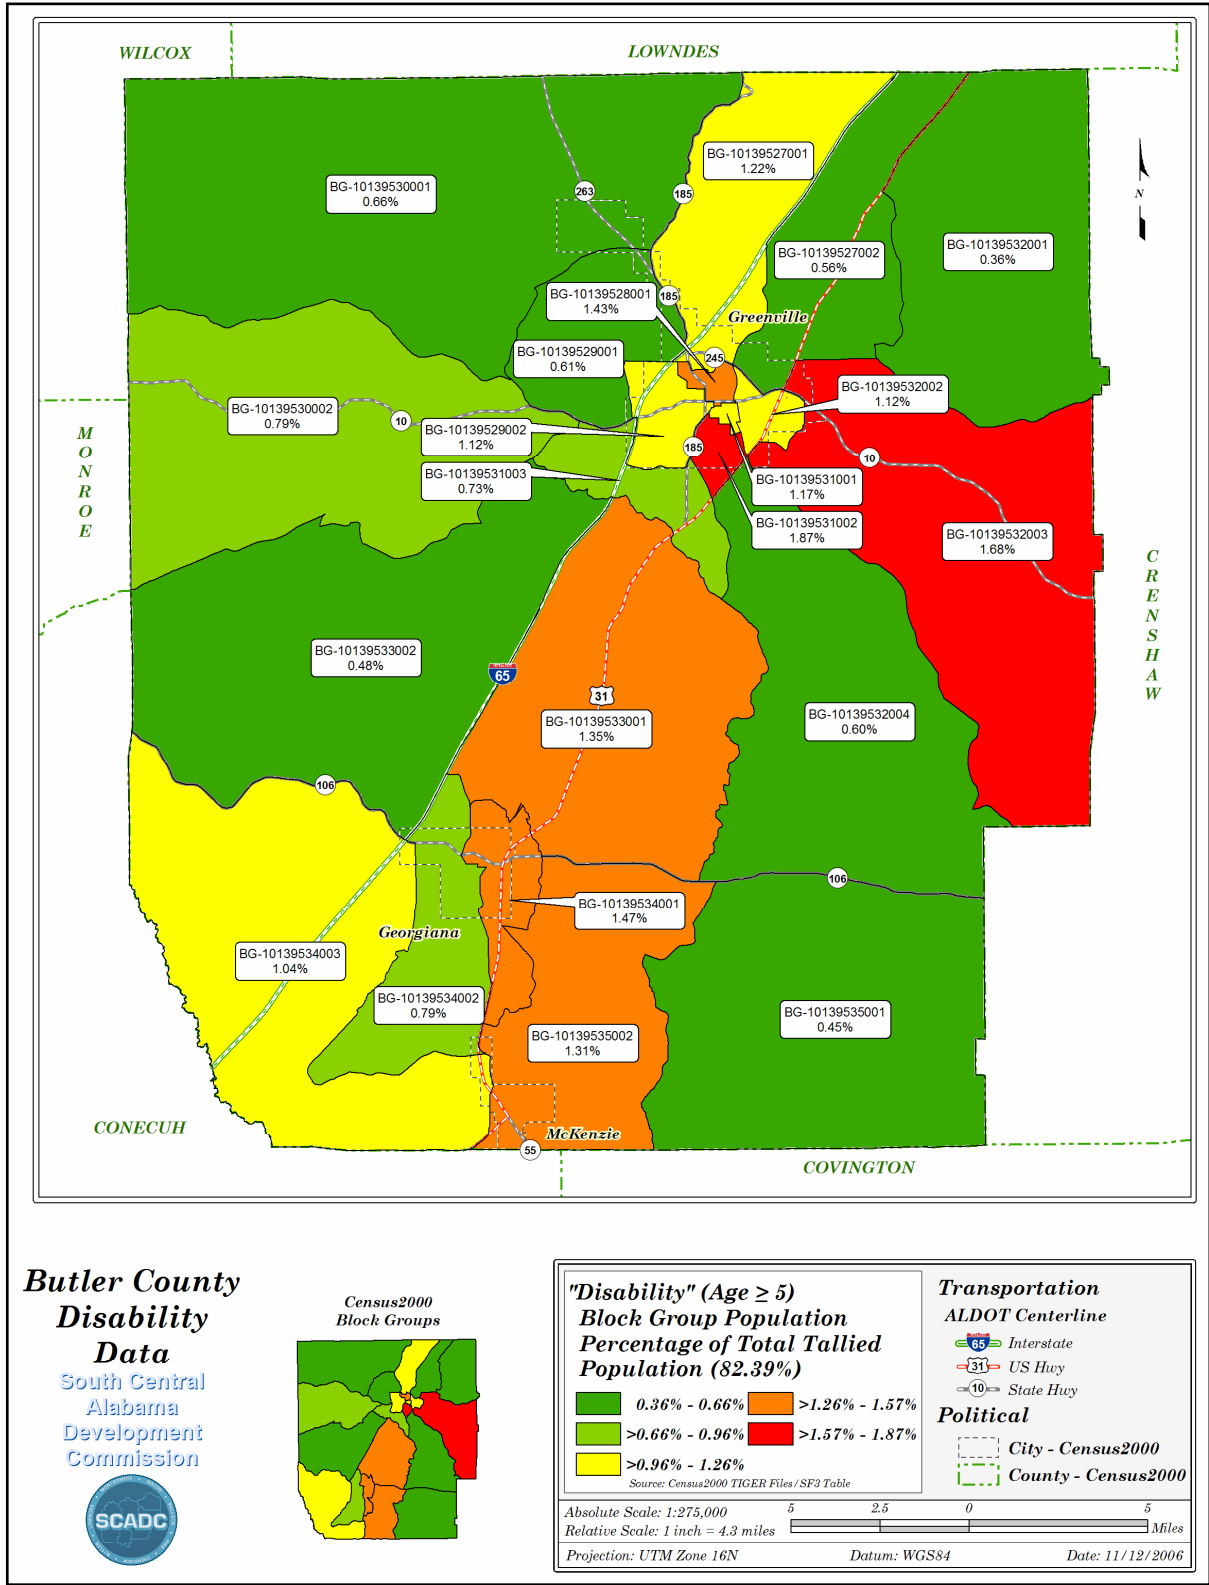 WILCOX
LOWNDES
BG-10139527001
1.22%
BG-10139530001
0.66%
263
185
N
BG-10139527002
0.56%
BG-10139532001
0.36%
BG-10139528001
1.43%
185
Greenville
BG-10139529001
0.61%
245
BG-10139532002
1.12%
BG-10139530002
0.79%
10
BG-10139529002
1.12%
185
10
MONROE
BG-10139531003
0.73%
BG-10139531001
1.17%
BG-10139531002
1.87%
BG-10139532003
1.68%
CRENSHAW
BG-10139533002
0.48%
65
31
BG-10139533001
1.35%
BG-10139532004
0.60%
106
106
BG-10139534001
1.47%
Georgiana
BG-10139534003
1.04%
BG-10139534002
0.79%
BG-10139535001
0.45%
BG-10139535002
1.31%
CONECUH
McKenzie
55
COVINGTON
Butler County
Disability
Data
South Central
Alabama
Development
Commission
SCADC
Census2000
Block Groups
"Disability" (Age ≥ 5)
Block Group Population
Percentage of Total Tallied
Population (82.39%)
0.36% - 0.66%
>1.26% - 1.57%
>0.66% - 0.96%
>1.57% - 1.87%
>0.96% - 1.26%
Source: Census2000 TIGER Files/SF3 Table
Transportation
ALDOT Centerline
65 Interstate
31 US Hwy
10 State Hwy
Political
City - Census2000
County - Census2000
Absolute Scale: 1:275,000
Relative Scale: 1 inch = 4.3 miles
5 2.5 0 5
Miles
Projection: UTM Zone 16N
Datum: WGS84
Date: 11/12/2006